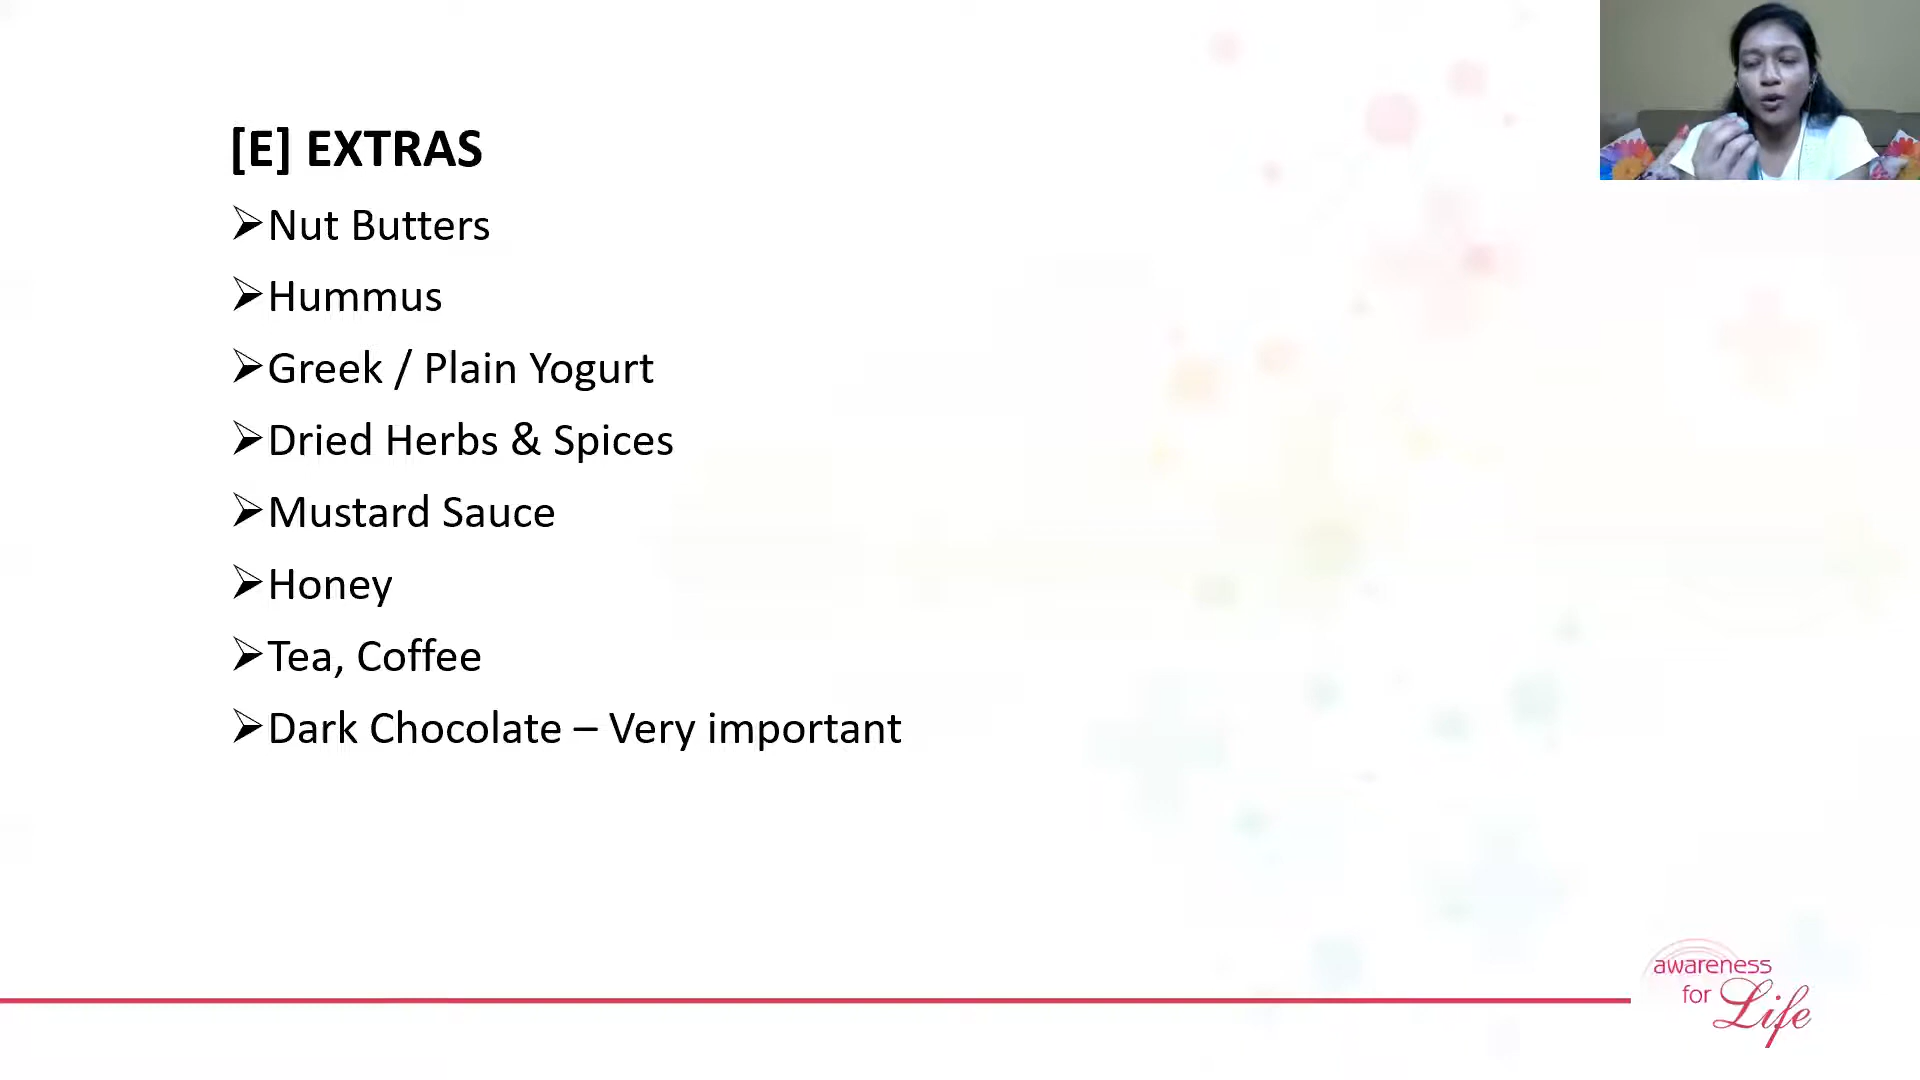 [E] EXTRAS
➢Nut Butters
➢Hummus
➢Greek / Plain Yogurt
➢Dried Herbs & Spices
➢Mustard Sauce
➢Honey
➢Tea, Coffee
➢Dark Chocolate – Very important
awareness
for Life